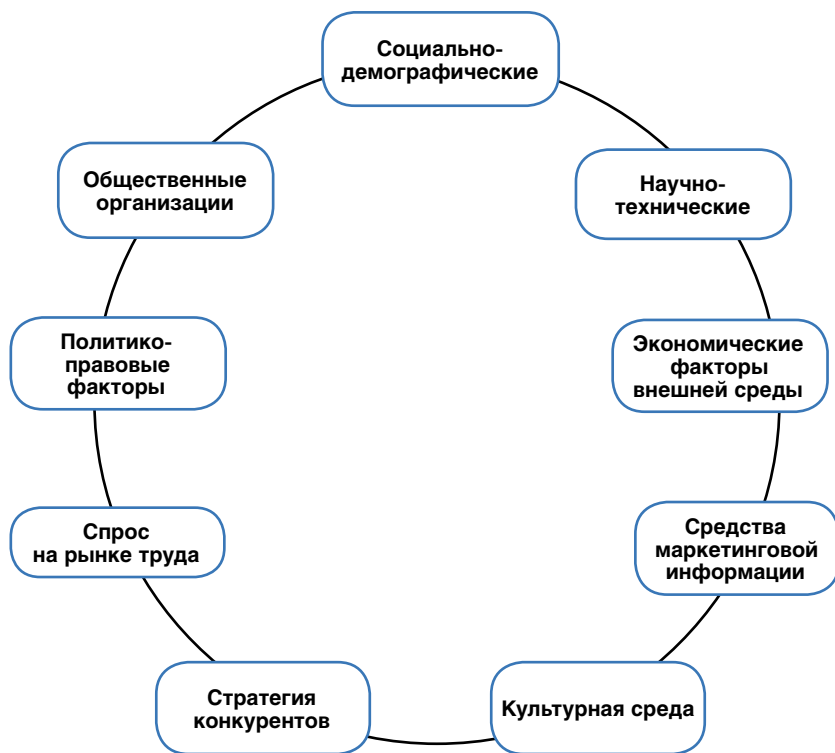 Социально-
демографические
Общественные
организации
Научно-
технические
Политико-
правовые
факторы
Экономические
факторы
внешней среды
Спрос
на рынке труда
Средства
маркетинговой
информации
Стратегия
конкурентов
Культурная среда